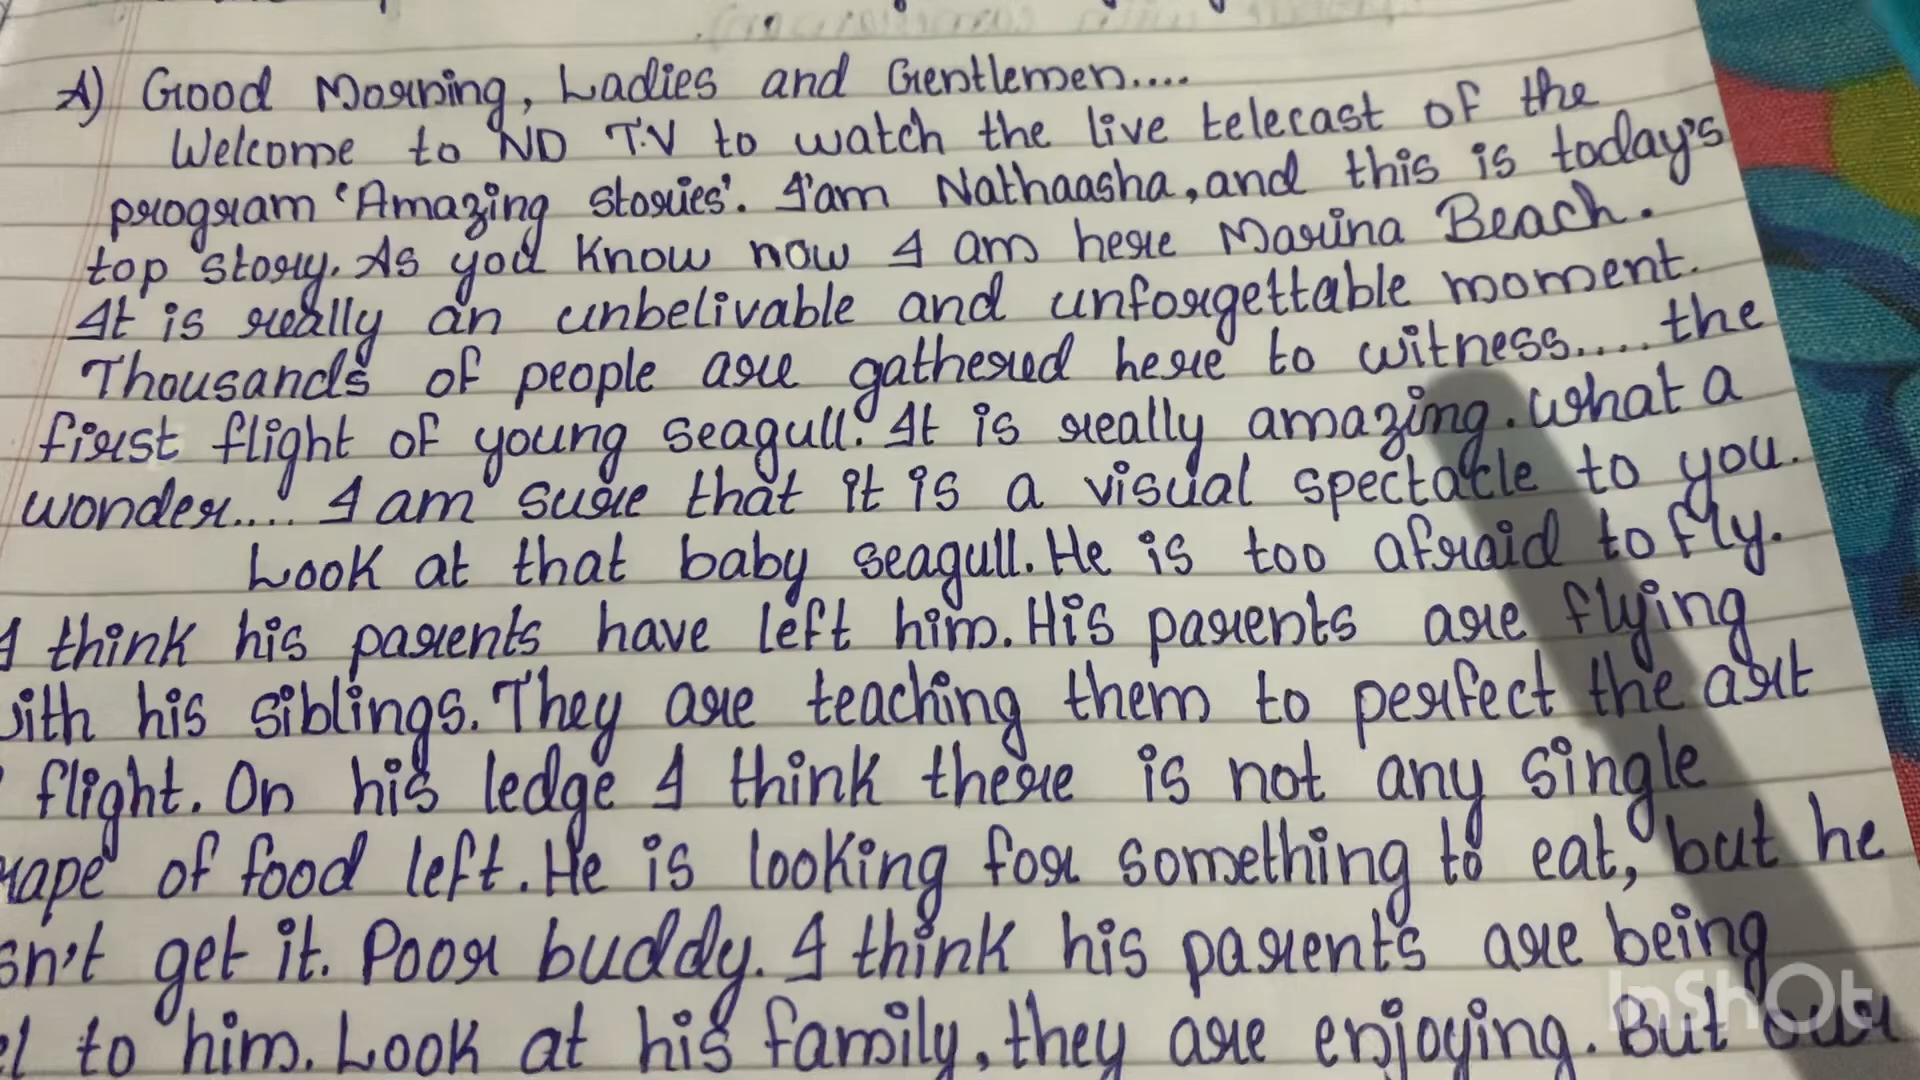 A) Good Morning, Ladies and Gentlemen....
Welcome to ND T.V to watch the live telecast of the
program 'Amazing stories'. I'am Nathaasha, and this is today's
top story. As you know now I am here Marina Beach.
It is really an unbelivable and unforgettable moment.
Thousands of people are gathered here to witness.... the
first flight of young seagull. It is really amazing. What a
wonder.... I am sure that it is a visual spectacle to you.
Look at that baby seagull. He is too afraid to fly.
I think his parents have left him. His parents are flying
his siblings. They are teaching them to perfect the art
flight. On his ledge I think there is not any single
of food left. He is looking for something to eat, but he
get it. Poor buddy. I think his parents are being
to him. Look at his family, they are enjoying. But our
InShOt